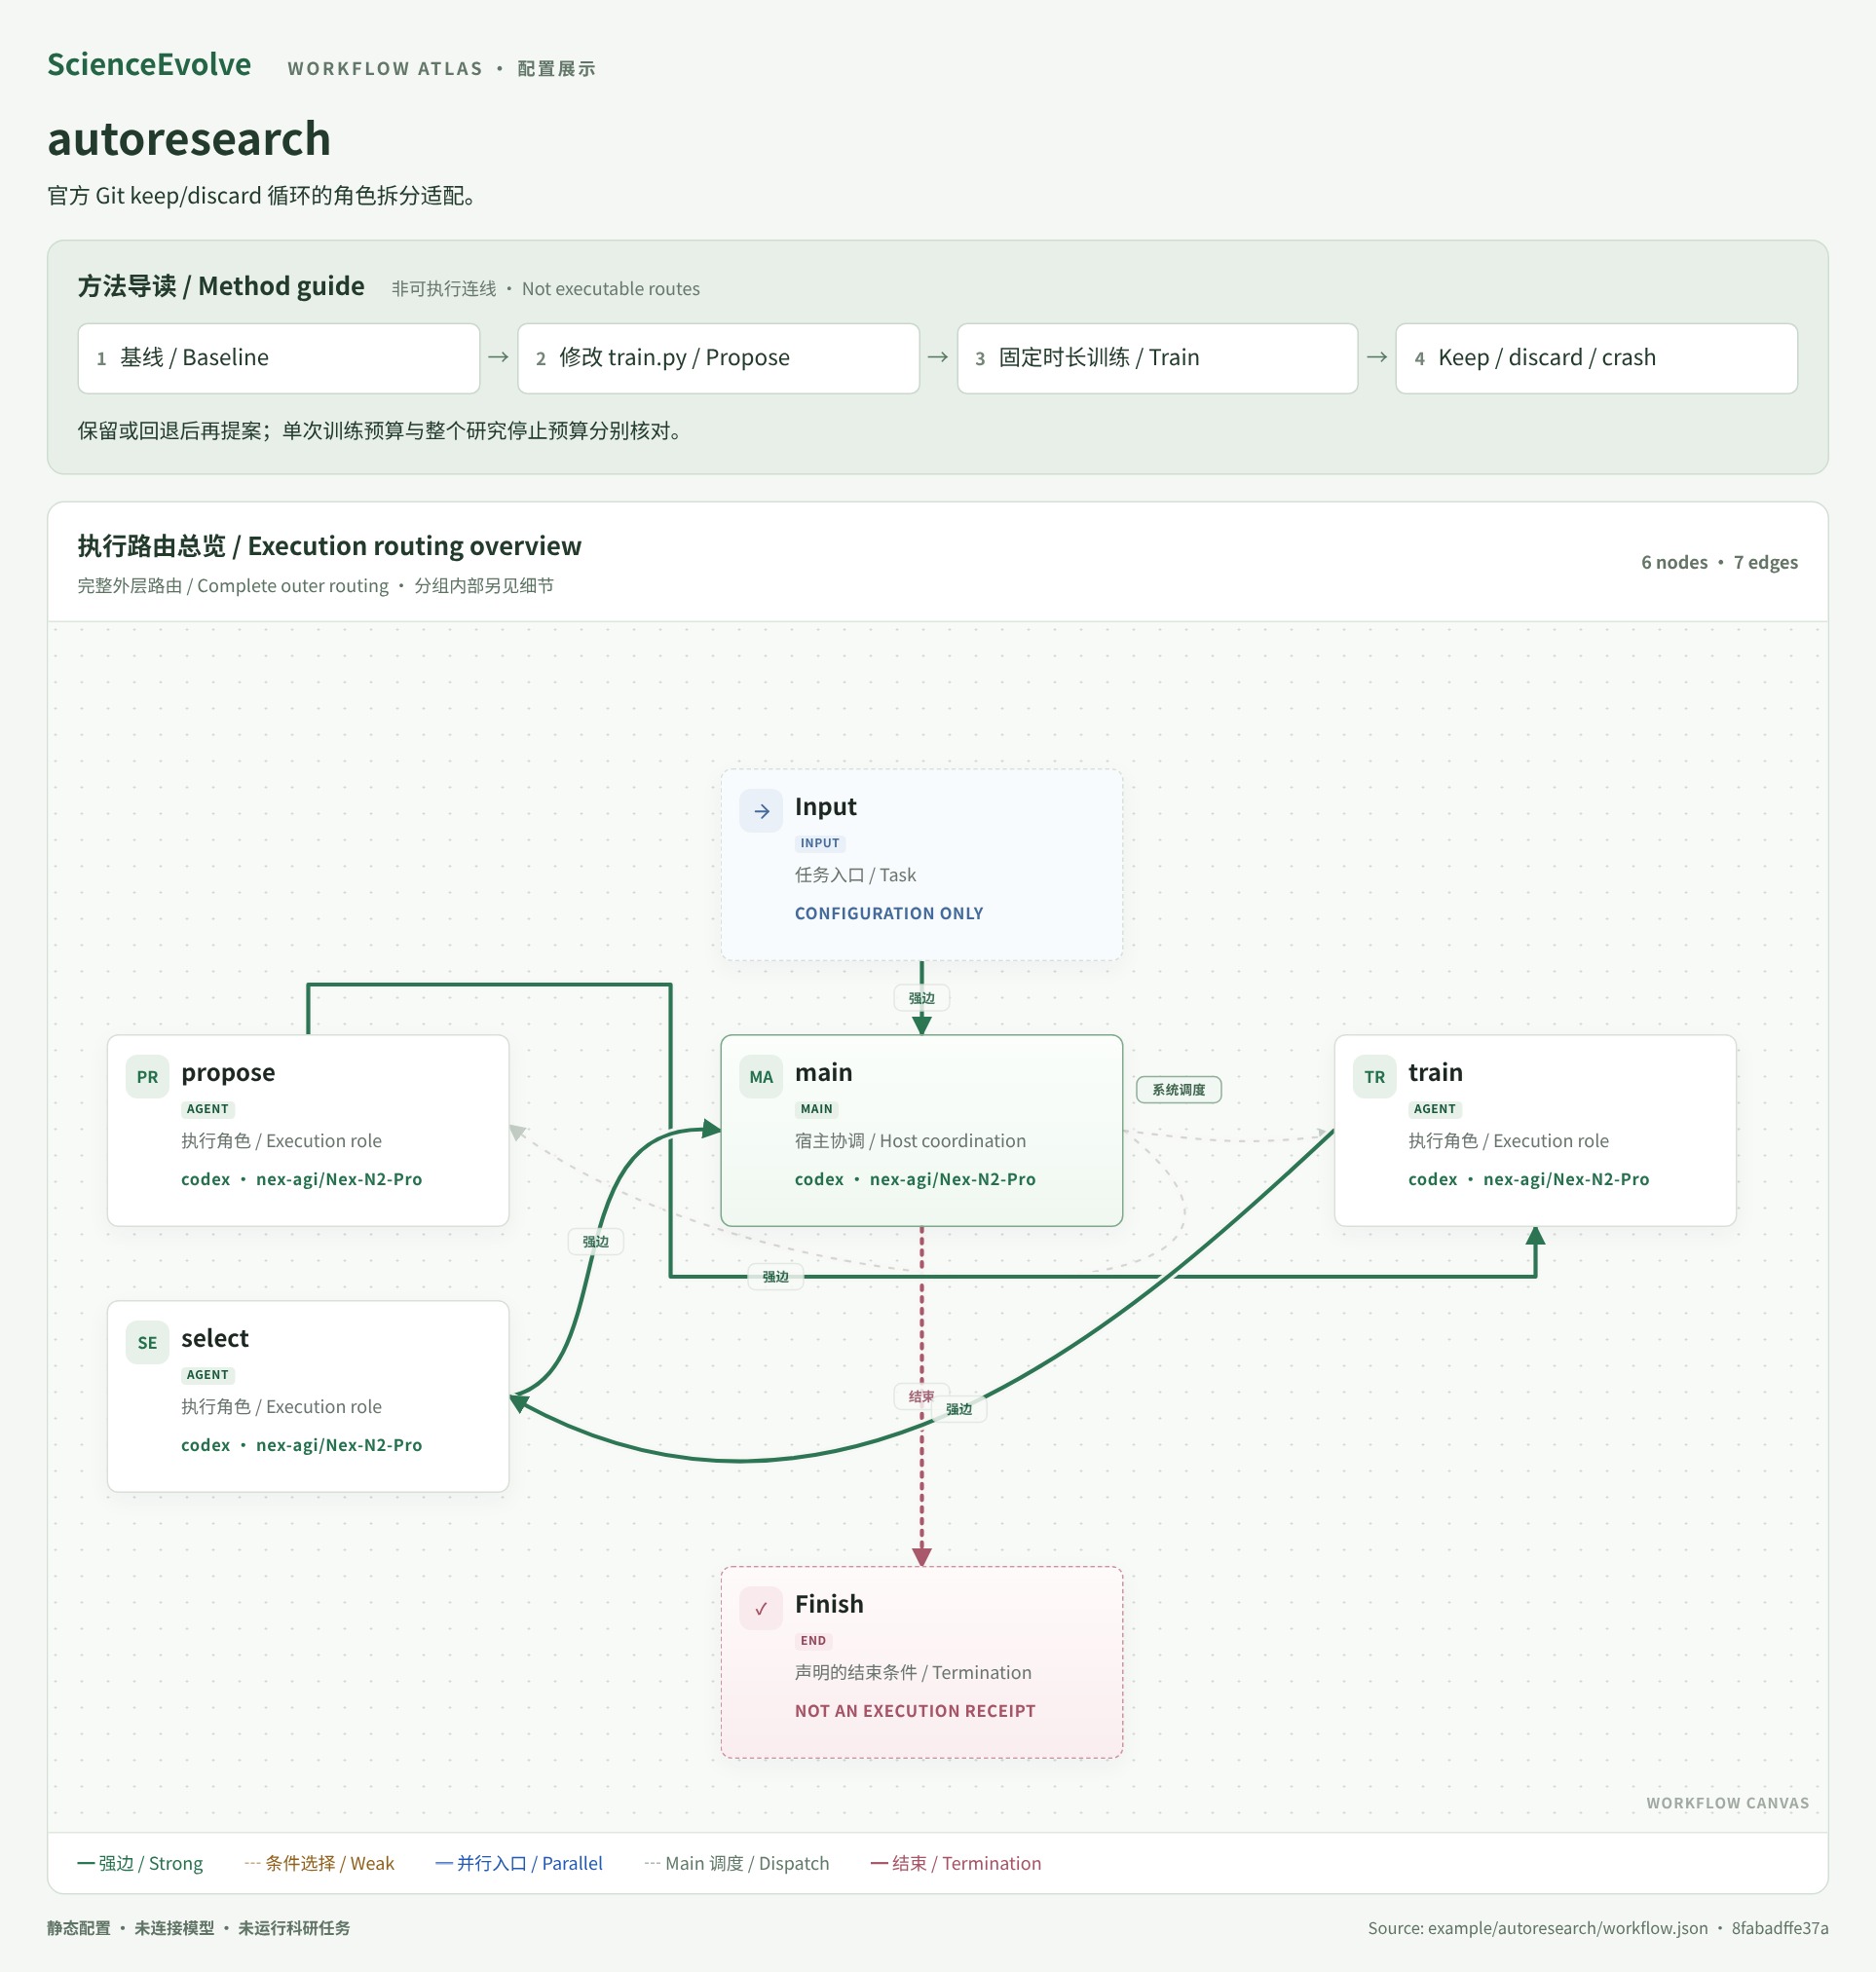 ScienceEvolve WORKFLOW ATLAS • 配置展示
autoresearch
官方 Git keep/discard 循环的角色拆分适配。
方法导读 / Method guide 非可执行连线 • Not executable routes
1 基线 / Baseline → 2 修改 train.py / Propose → 3 固定时长训练 / Train → 4 Keep / discard / crash
保留或回退后再提案；单次训练预算与整个研究停止预算分别核对。
执行路由总览 / Execution routing overview
完整外层路由 / Complete outer routing • 分组内部另见细节
6 nodes • 7 edges
→ Input
INPUT
任务入口 / Task
CONFIGURATION ONLY
强边
PR propose
AGENT
执行角色 / Execution role
codex • nex-agi/Nex-N2-Pro
MA main
MAIN
宿主协调 / Host coordination
codex • nex-agi/Nex-N2-Pro
系统调度
TR train
AGENT
执行角色 / Execution role
codex • nex-agi/Nex-N2-Pro
强边
强边
SE select
AGENT
执行角色 / Execution role
codex • nex-agi/Nex-N2-Pro
结束
强边
✓ Finish
END
声明的结束条件 / Termination
NOT AN EXECUTION RECEIPT
WORKFLOW CANVAS
强边 / Strong 条件选择 / Weak 并行入口 / Parallel Main 调度 / Dispatch 结束 / Termination
静态配置 • 未连接模型 • 未运行科研任务
Source: example/autoresearch/workflow.json • 8fabadffe37a